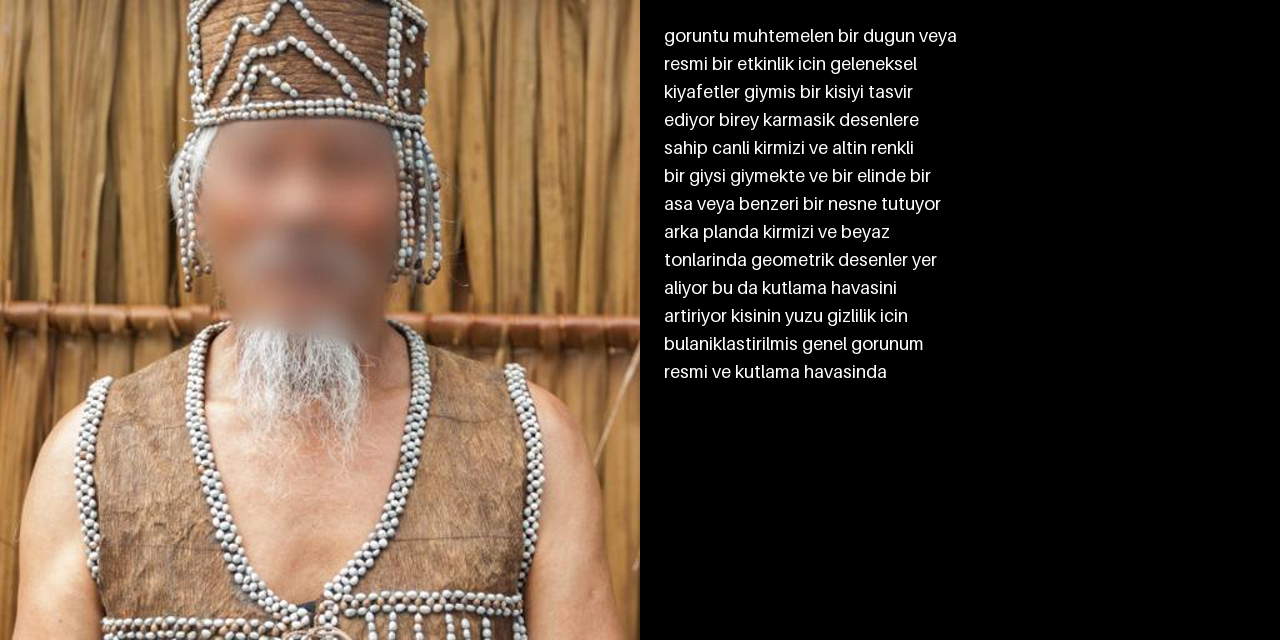 goruntu muhtemelen bir dugun veya
resmi bir etkinlik icin geleneksel
kiyafetler giymis bir kisiyi tasvir
ediyor birey karmasik desenlere
sahip canli kirmizi ve altin renkli
bir giysi giymekte ve bir elinde bir
asa veya benzeri bir nesne tutuyor
arka planda kirmizi ve beyaz
tonlarinda geometrik desenler yer
aliyor bu da kutlama havasini
artiriyor kisinin yuzu gizlilik icin
bulaniklastirilmis genel gorunum
resmi ve kutlama havasinda